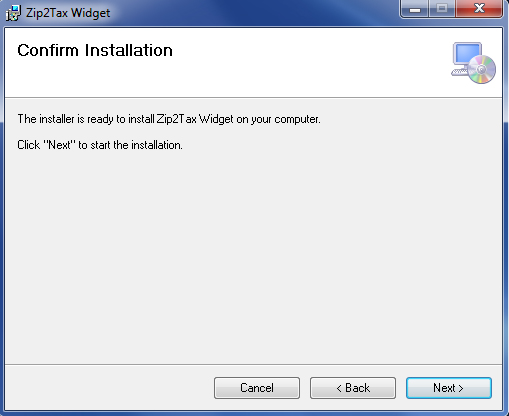 Zip2Tax Widget
Confirm Installation
The installer is ready to install Zip2Tax Widget on your computer.
Click "Next" to start the installation.
Cancel
< Back
Next >